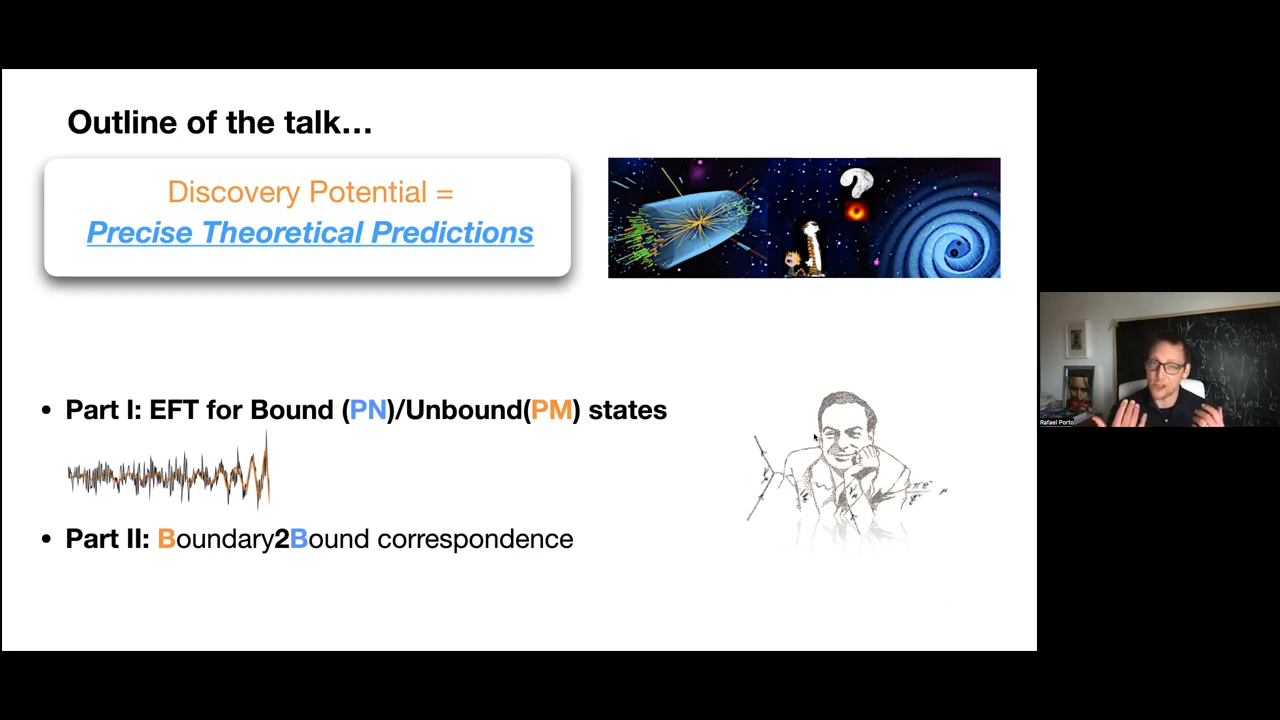 Outline of the talk…
Discovery Potential =
Precise Theoretical Predictions
?
• Part I: EFT for Bound (PN)/Unbound(PM) states
• Part II: Boundary2Bound correspondence
Rafael Porto